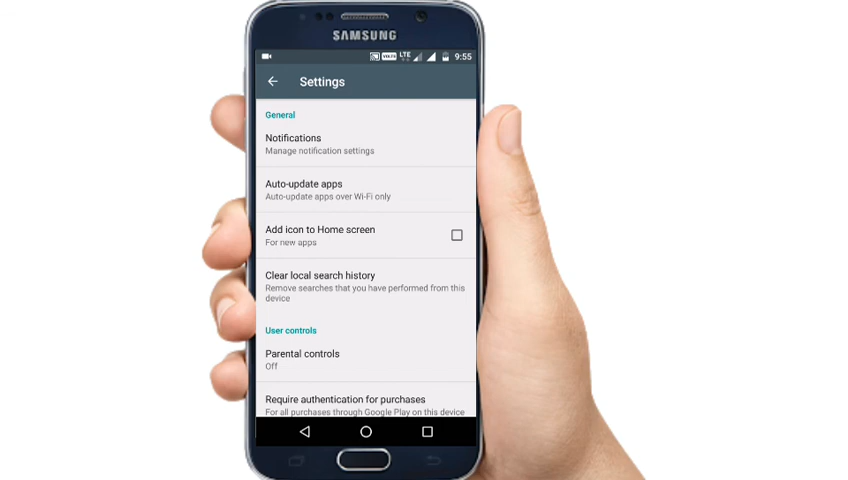 SAMSUNG
LTE
9:55
Settings
General
Notifications
Manage notification settings
Auto-update apps
Auto-update apps over Wi-Fi only
Add icon to Home screen
For new apps
Clear local search history
Remove searches that you have performed from this
device
User controls
Parental controls
Off
Require authentication for purchases
For all purchases through Google Play on this device